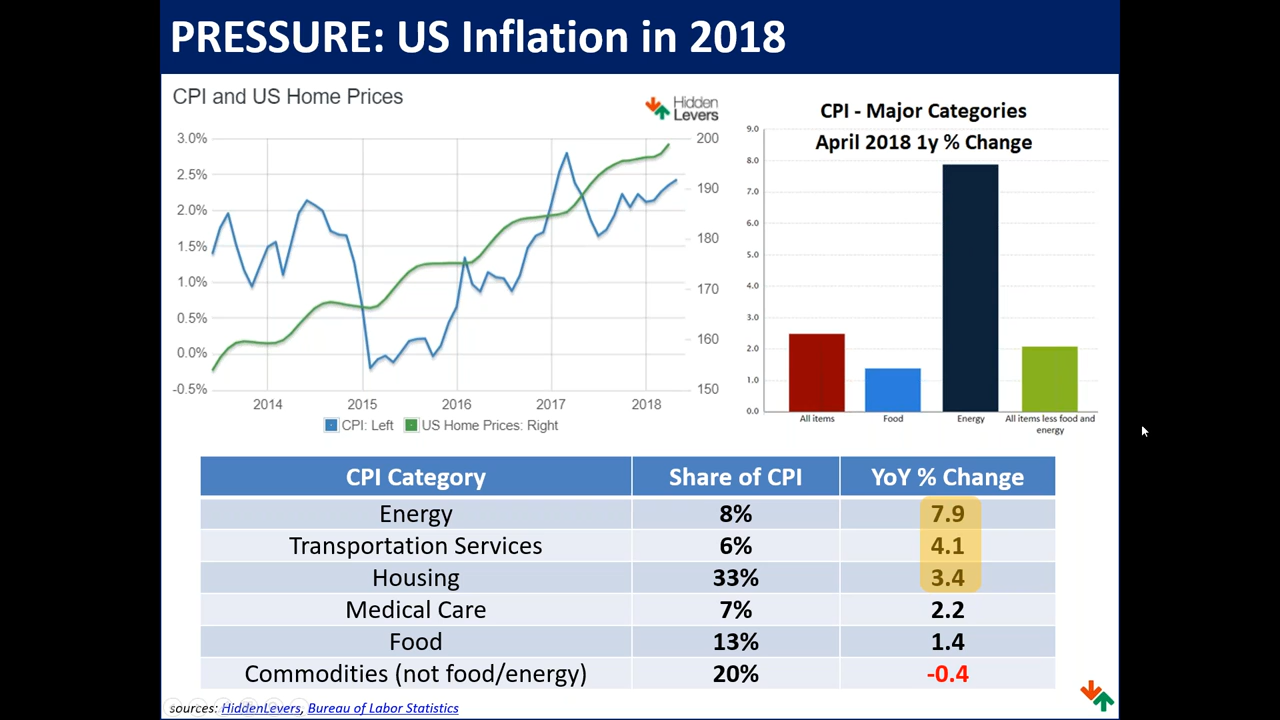 PRESSURE: US Inflation in 2018
CPI and US Home Prices
Hidden
Levers
3.0%
2.5%
2.0%
1.5%
1.0%
0.5%
0.0%
-0.5%
200
190
180
170
160
150
2014 2015 2016 2017 2018
CPI: Left US Home Prices: Right
CPI - Major Categories
April 2018 1y % Change
9.0
8.0
7.0
6.0
5.0
4.0
3.0
2.0
1.0
0.0
All items Food Energy All items less food and
energy
CPI Category Share of CPI YoY % Change
Energy 8% 7.9
Transportation Services 6% 4.1
Housing 33% 3.4
Medical Care 7% 2.2
Food 13% 1.4
Commodities (not food/energy) 20% -0.4
sources: HiddenLevers, Bureau of Labor Statistics